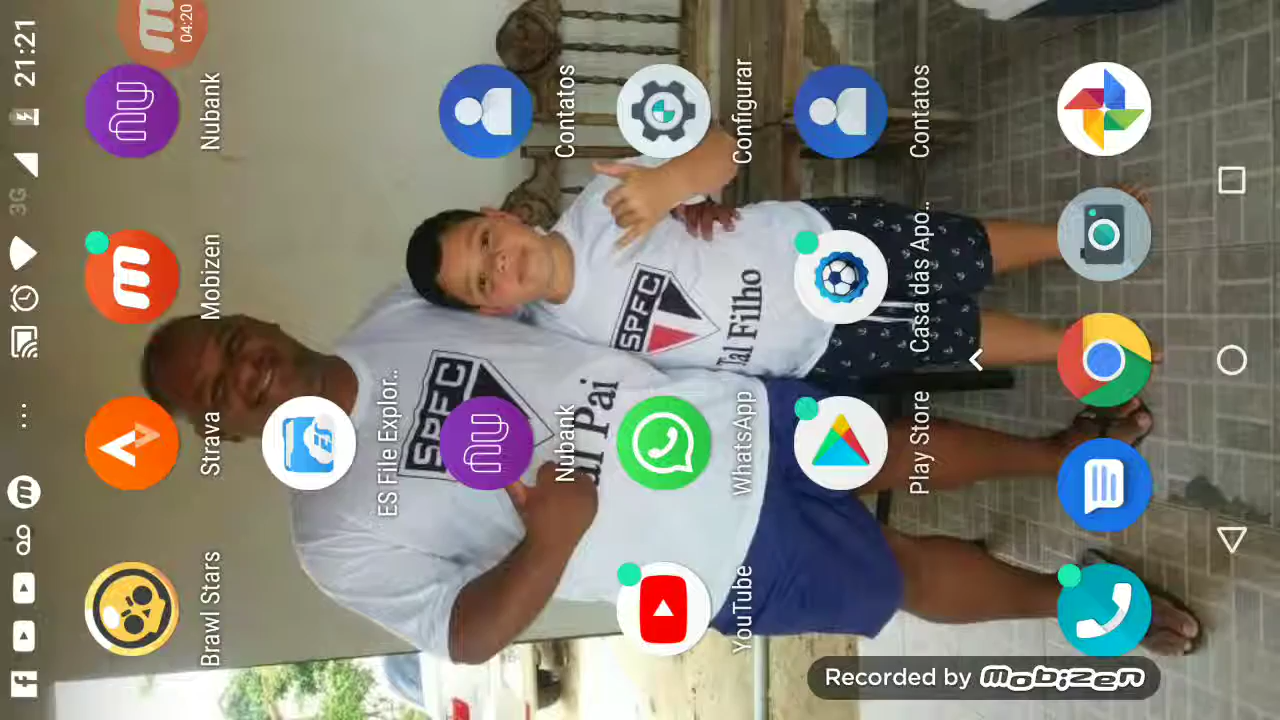 21:21
3G
04:20
Brawl Stars
Strava
Mobizen
Nubank
ES File Explor..
Nubank
Contatos
YouTube
WhatsApp
Configurar
Play Store
Casa das Apo..
Contatos
SPFC
SPFC
Tal Filho
Pai
Recorded by mobizen